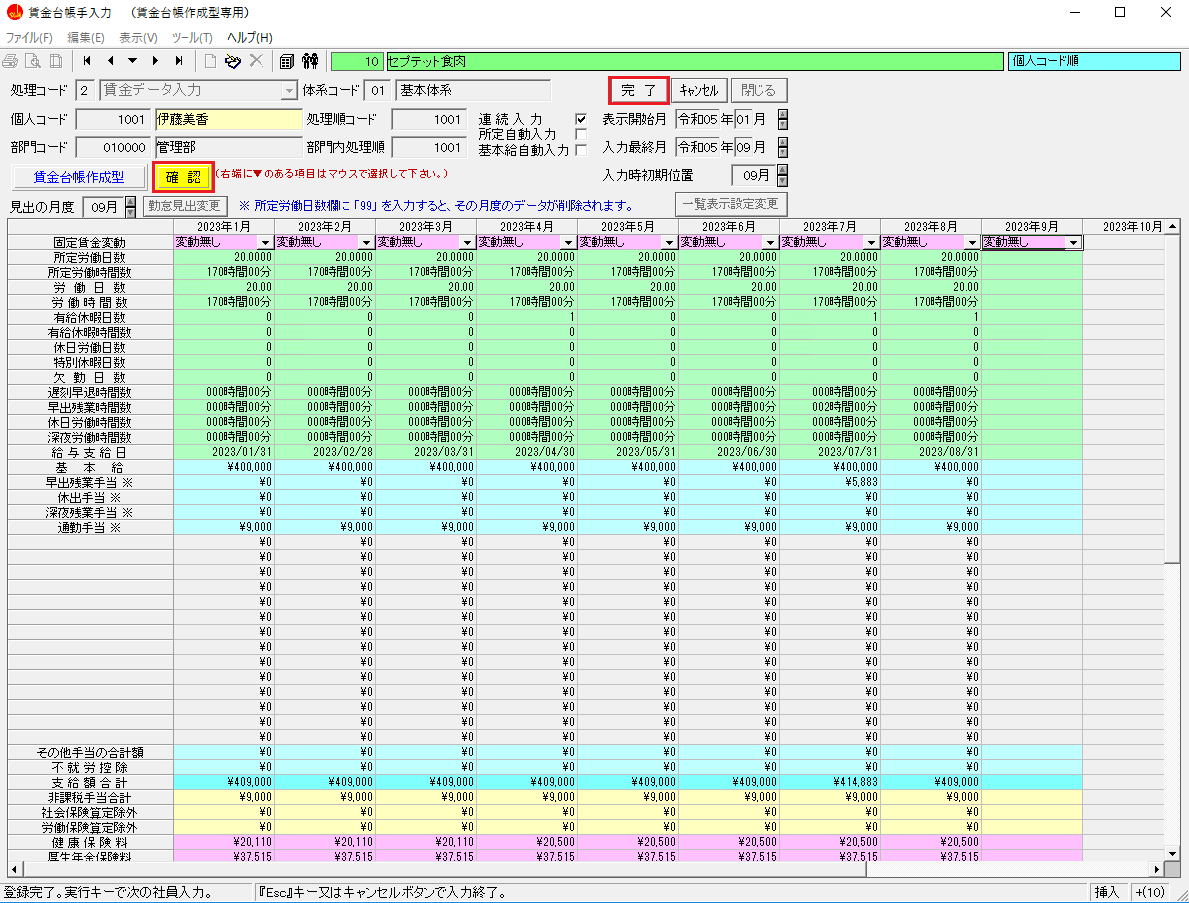 賃金台帳手入力　（賃金台帳作成型専用）
ファイル(F)　編集(E)　表示(V)　ツール(T)　ヘルプ(H)
10 セプテット食肉 個人コード順
処理コード 2 賃金データ入力 体系コード 01 基本体系 完 了 ｷｬﾝｾﾙ 閉じる
個人コード 1001 伊藤美香 処理順コード 1001 連 続 入 力 表示開始月 令和05 年 01 月
所定自動入力
部門コード 010000 管理部 部門内処理順 1001 基本給自動入力 入力最終月 令和05 年 09 月
賃金台帳作成型 確 認 (右端に▼のある項目はマウスで選択して下さい。) 入力時初期位置 09月
見出の月度 09月 勤怠見出変更 ※ 所定労働日数欄に「99」を入力すると、その月度のデータが削除されます。 一覧表示設定変更
2023年1月 2023年2月 2023年3月 2023年4月 2023年5月 2023年6月 2023年7月 2023年8月 2023年9月 2023年10月
固定賃金変動 変動無し 変動無し 変動無し 変動無し 変動無し 変動無し 変動無し 変動無し 変動無し
所定労働日数 20.0000 20.0000 20.0000 20.0000 20.0000 20.0000 20.0000 20.0000
所定労働時間数 170時間00分 170時間00分 170時間00分 170時間00分 170時間00分 170時間00分 170時間00分 170時間00分
労 働 日 数 20.00 20.00 20.00 20.00 20.00 20.00 20.00 20.00
労 働 時 間 数 170時間00分 170時間00分 170時間00分 170時間00分 170時間00分 170時間00分 170時間00分 170時間00分
有給休暇日数 0 0 0 1 0 0 1 1
有給休暇時間数 0 0 0 0 0 0 0 0
休日労働日数 0 0 0 0 0 0 0 0
特別休暇日数 0 0 0 0 0 0 0 0
欠 勤 日 数 0 0 0 0 0 0 0 0
遅刻早退時間数 000時間00分 000時間00分 000時間00分 000時間00分 000時間00分 000時間00分 000時間00分 000時間00分
早出残業時間数 000時間00分 000時間00分 000時間00分 000時間00分 000時間00分 000時間00分 002時間00分 000時間00分
休日労働時間数 000時間00分 000時間00分 000時間00分 000時間00分 000時間00分 000時間00分 000時間00分 000時間00分
深夜労働時間数 000時間00分 000時間00分 000時間00分 000時間00分 000時間00分 000時間00分 000時間00分 000時間00分
給 与 支 給 日 2023/01/31 2023/02/28 2023/03/31 2023/04/30 2023/05/31 2023/06/30 2023/07/31 2023/08/31
基　本　給 ¥400,000 ¥400,000 ¥400,000 ¥400,000 ¥400,000 ¥400,000 ¥400,000 ¥400,000
早出残業手当 ※ ¥0 ¥0 ¥0 ¥0 ¥0 ¥0 ¥5,883 ¥0
休出手当 ※ ¥0 ¥0 ¥0 ¥0 ¥0 ¥0 ¥0 ¥0
深夜残業手当 ※ ¥0 ¥0 ¥0 ¥0 ¥0 ¥0 ¥0 ¥0
通勤手当 ※ ¥9,000 ¥9,000 ¥9,000 ¥9,000 ¥9,000 ¥9,000 ¥9,000 ¥9,000
¥0 ¥0 ¥0 ¥0 ¥0 ¥0 ¥0 ¥0
¥0 ¥0 ¥0 ¥0 ¥0 ¥0 ¥0 ¥0
¥0 ¥0 ¥0 ¥0 ¥0 ¥0 ¥0 ¥0
¥0 ¥0 ¥0 ¥0 ¥0 ¥0 ¥0 ¥0
¥0 ¥0 ¥0 ¥0 ¥0 ¥0 ¥0 ¥0
¥0 ¥0 ¥0 ¥0 ¥0 ¥0 ¥0 ¥0
¥0 ¥0 ¥0 ¥0 ¥0 ¥0 ¥0 ¥0
¥0 ¥0 ¥0 ¥0 ¥0 ¥0 ¥0 ¥0
¥0 ¥0 ¥0 ¥0 ¥0 ¥0 ¥0 ¥0
¥0 ¥0 ¥0 ¥0 ¥0 ¥0 ¥0 ¥0
¥0 ¥0 ¥0 ¥0 ¥0 ¥0 ¥0 ¥0
¥0 ¥0 ¥0 ¥0 ¥0 ¥0 ¥0 ¥0
¥0 ¥0 ¥0 ¥0 ¥0 ¥0 ¥0 ¥0
¥0 ¥0 ¥0 ¥0 ¥0 ¥0 ¥0 ¥0
その他手当の合計額 ¥0 ¥0 ¥0 ¥0 ¥0 ¥0 ¥0 ¥0
不 就 労 控 除 ¥0 ¥0 ¥0 ¥0 ¥0 ¥0 ¥0 ¥0
支 給 額 合 計 ¥409,000 ¥409,000 ¥409,000 ¥409,000 ¥409,000 ¥409,000 ¥414,883 ¥409,000
非課税手当合計 ¥9,000 ¥9,000 ¥9,000 ¥9,000 ¥9,000 ¥9,000 ¥9,000 ¥9,000
社会保険算定除外 ¥0 ¥0 ¥0 ¥0 ¥0 ¥0 ¥0 ¥0
労働保険算定除外 ¥0 ¥0 ¥0 ¥0 ¥0 ¥0 ¥0 ¥0
健 康 保 険 料 ¥20,110 ¥20,110 ¥20,110 ¥20,500 ¥20,500 ¥20,500 ¥20,500 ¥20,500
厚生年金保険料 ¥37,515 ¥37,515 ¥37,515 ¥37,515 ¥37,515 ¥37,515 ¥37,515 ¥37,515
登録完了。実行キーで次の社員入力。 『Esc』キー又はキャンセルボタンで入力終了。 挿入 +(10)